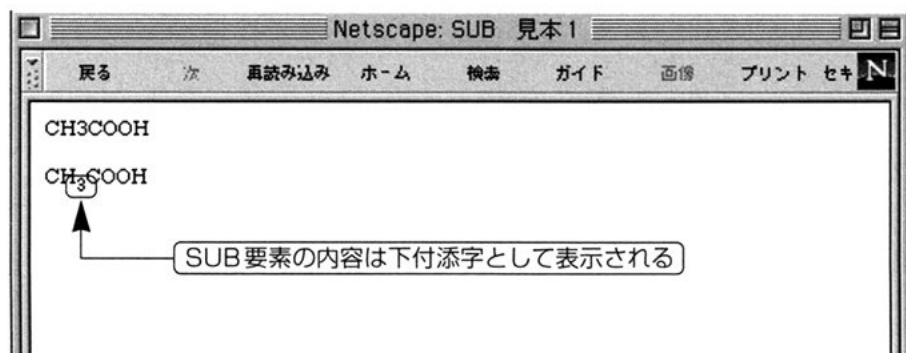 Netscape: SUB 見本1
戻る 次 再読み込み ホーム 検索 ガイド 画像 プリント セキ N
CH3COOH
CH₃COOH
SUB要素の内容は下付添字として表示される